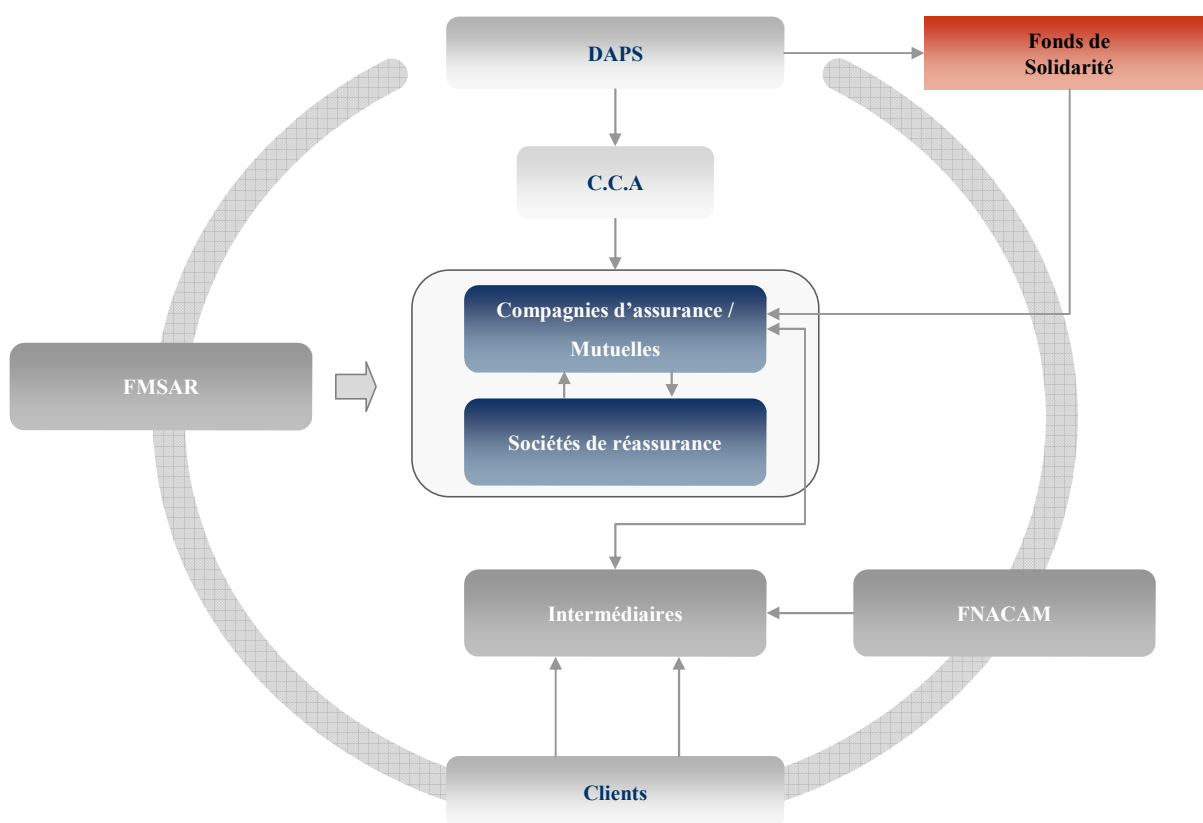 DAPS
Fonds de
Solidarité
C.C.A
Compagnies d’assurance /
Mutuelles
FMSAR
Sociétés de réassurance
Intermédiaires
FNACAM
Clients